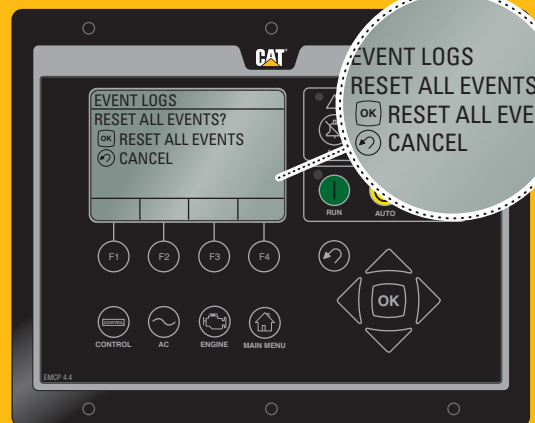 CAT
EVENT LOGS
RESET ALL EVENTS?
OK RESET ALL EVENTS
CANCEL
EVENT LOGS
RESET ALL EVENTS
OK RESET ALL EVE
CANCEL
RUN
AUTO
F1
F2
F3
F4
OK
CONTROL
CONTROL
AC
ENGINE
MAIN MENU
EMCP 4.4